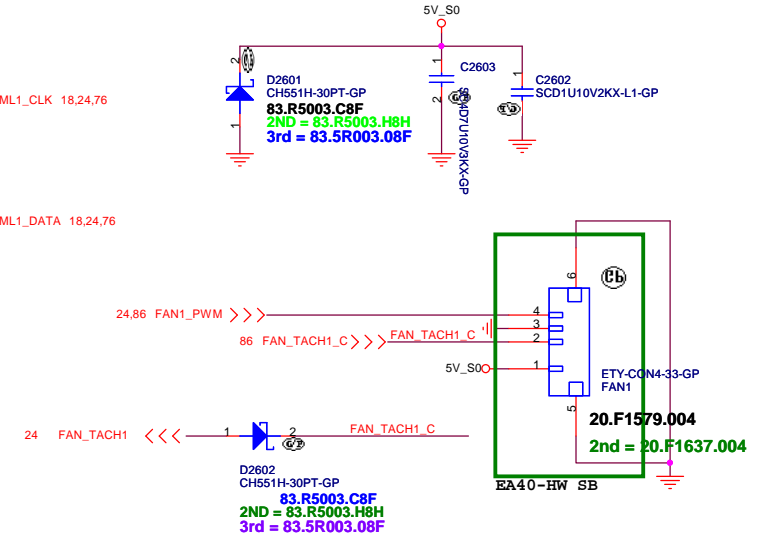 5V_S0
2
D2601
CH551H-30PT-GP
83.R5003.C8F
2ND = 83.R5003.H8H
3rd = 83.5R003.08F
1
1
C2603
2
1
C2602
SCD1U10V2KX-L1-GP
ML1_CLK 18,24,76
ML1_DATA 18,24,76
6
24,86 FAN1_PWM
4
3
86 FAN_TACH1_C
FAN_TACH1_C
2
5V_S0
1
ETY-CON4-33-GP
FAN1
5
20.F1579.004
2nd = 20.F1637.004
24 FAN_TACH1
1
2
FAN_TACH1_C
D2602
CH551H-30PT-GP
83.R5003.C8F
2ND = 83.R5003.H8H
3rd = 83.5R003.08F
EA40-HW SB